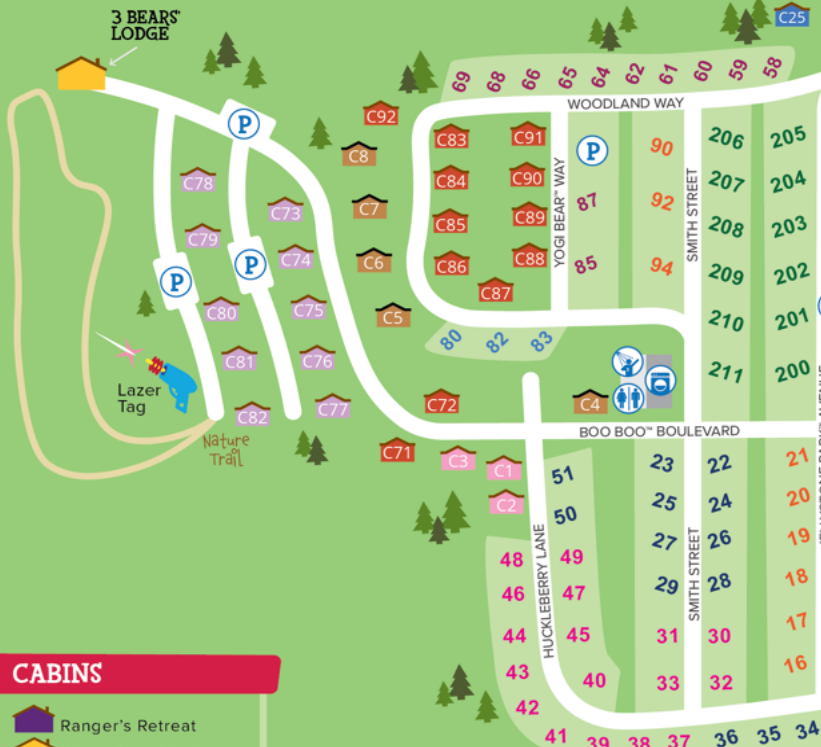 3 BEARS'
LODGE
C25
69 68 66 65 64 62 61 60 59 58
WOODLAND WAY
P
C92
C83 C91
C8
C84 C90
C7
C85 C89
C6
C86 C88
C87
C5
YOGI BEAR™ WAY
P
87
85
90
92
94
SMITH STREET
206 205
207 204
208 203
209 202
210 201
211 200
C78
C73
C79
C74
P
P
C80
C75
C81
C76
C82
C77
Lazer
Tag
Nature
Trail
80 82 83
C72
C4
BOO BOO™ BOULEVARD
C71
C3
C1
C2
HUCKLEBERRY LANE
51
50
48 49
46 47
44 45
43
40
42
41 39 38 37 36 35 34
23 22
25 24
27 26
29 28
31 30
33 32
SMITH STREET
21
20
19
18
17
16
CABINS
Ranger's Retreat